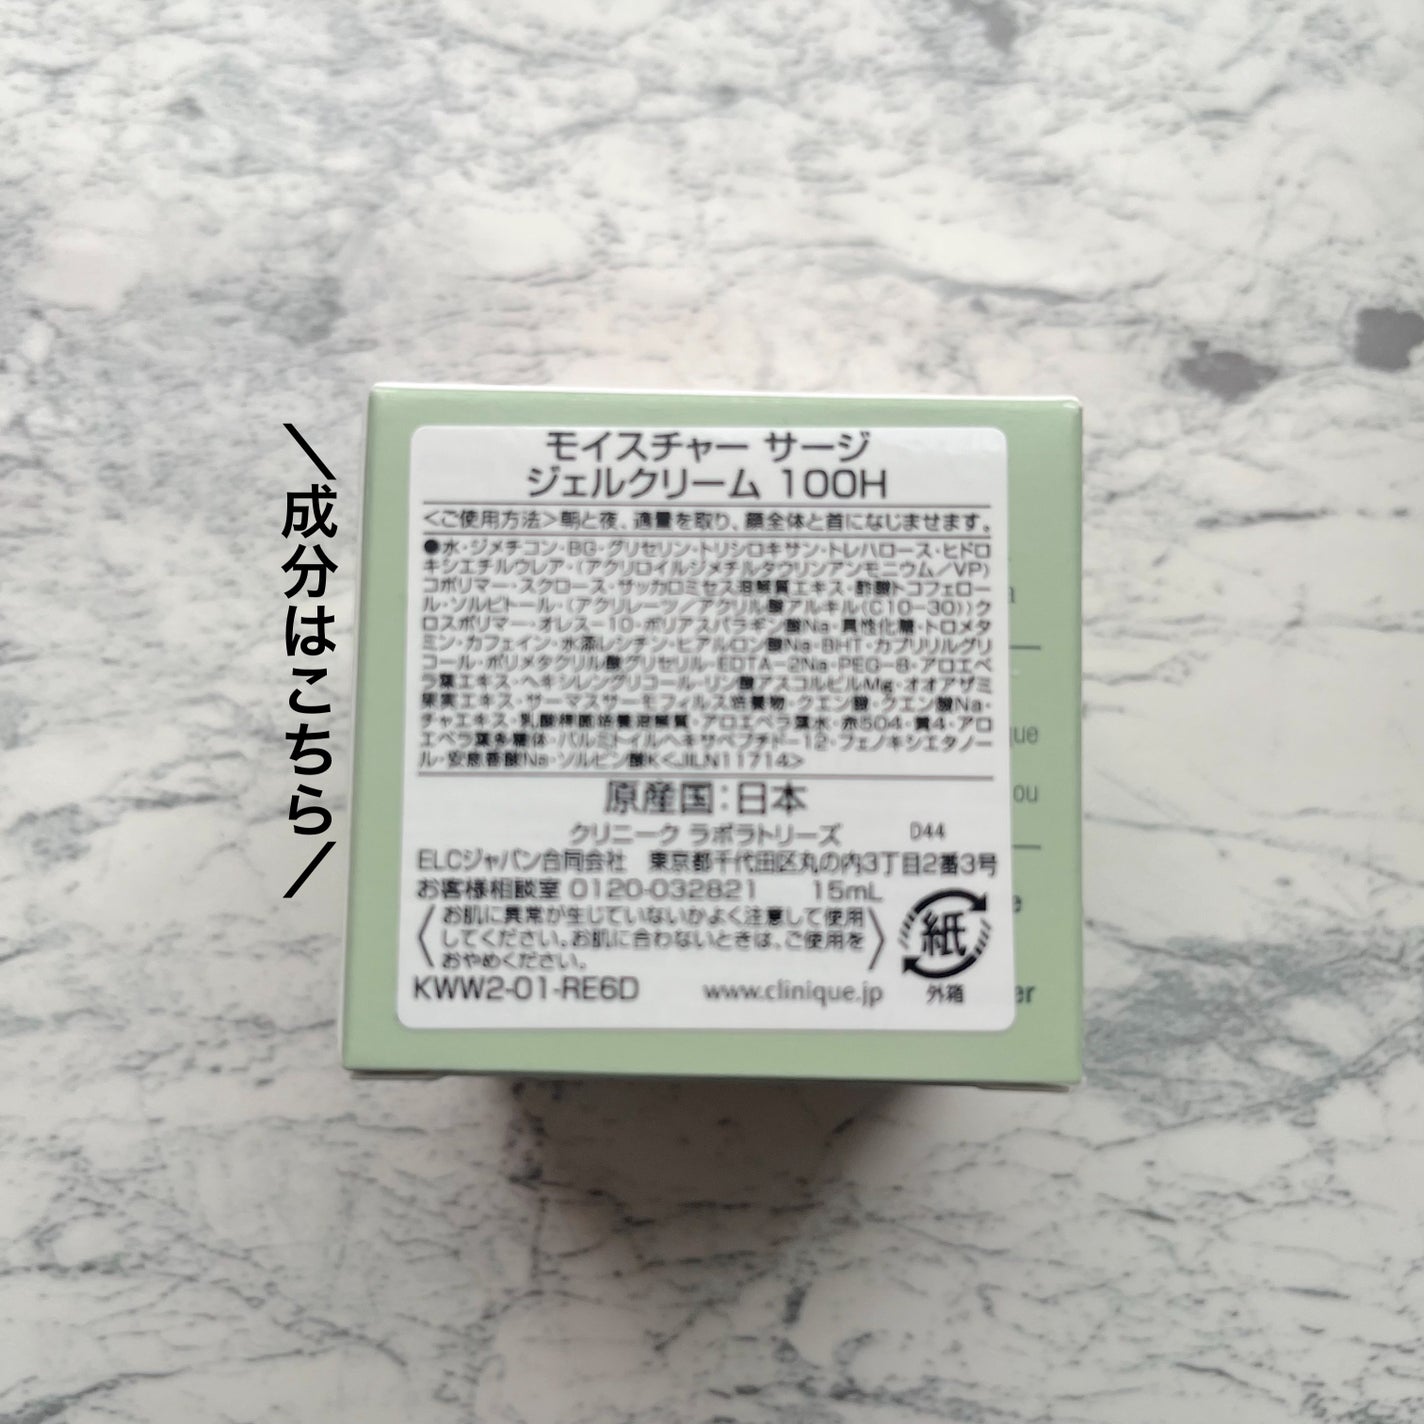 ＼成分はこちら／
モイスチャー サージ
ジェルクリーム 100H
<ご使用方法>朝と夜、適量を取り、顔全体と首になじませます。
●水・ジメチコン・BG・グリセリン・トリシロキサン・トレハロース・ヒドロ
キシエチルウレア・(アクリロイルジメチルタウリンアンモニウム/VP)
コポリマー・スクロース・サッカロミセス溶解質エキス・酢酸トコフェロー
ル・ソルビトール・(アクリレーツ/アクリル酸アルキル(C10-30))ク
ロスポリマー・オレス-10・ポリアスパラギン酸Na・異性化糖・トロメタ
ミン・カフェイン・水添レシチン・ヒアルロン酸Na・BHT・カプリリルグリ
コール・ポリメタクリル酸グリセリル・EDTA-2Na・PEG-8・アロエベ
ラ葉エキス・ヘキシレングリコール・リン酸アスコルビルMg・オオアザミ
果実エキス・サーマスサーモフィルス培養物・クエン酸・クエン酸Na・
チャエキス・乳酸桿菌培養溶解質・アロエベラ葉水・赤504・黄4・アロ
エベラ葉多糖体・パルミトイルヘキサペプチド-12・フェノキシエタノー
ル・安息香酸Na・ソルビン酸K<JILN11714>
原産国：日本
クリニーク ラボラトリーズ D44
ELCジャパン合同会社 東京都千代田区丸の内3丁目2番3号
お客様相談室 0120-032821 15mL
お肌に異常が生じていないかよく注意して使用
してください。お肌に合わないときは、ご使用を
おやめください。
紙
外箱
KWW2-01-RE6D www.clinique.jp
que
ou
er